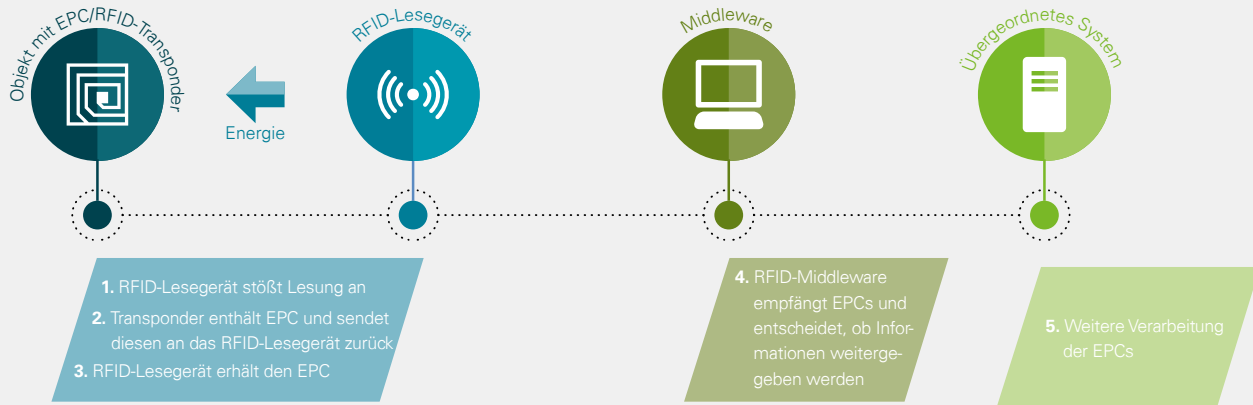 Objekt mit EPC/RFID-Transponder
RFID-Lesegerät
Middleware
Übergeordnetes System
Energie
1. RFID-Lesegerät stößt Lesung an
2. Transponder enthält EPC und sendet
diesen an das RFID-Lesegerät zurück
3. RFID-Lesegerät erhält den EPC
4. RFID-Middleware
empfängt EPCs und
entscheidet, ob Infor-
mationen weiterge-
geben werden
5. Weitere Verarbeitung
der EPCs